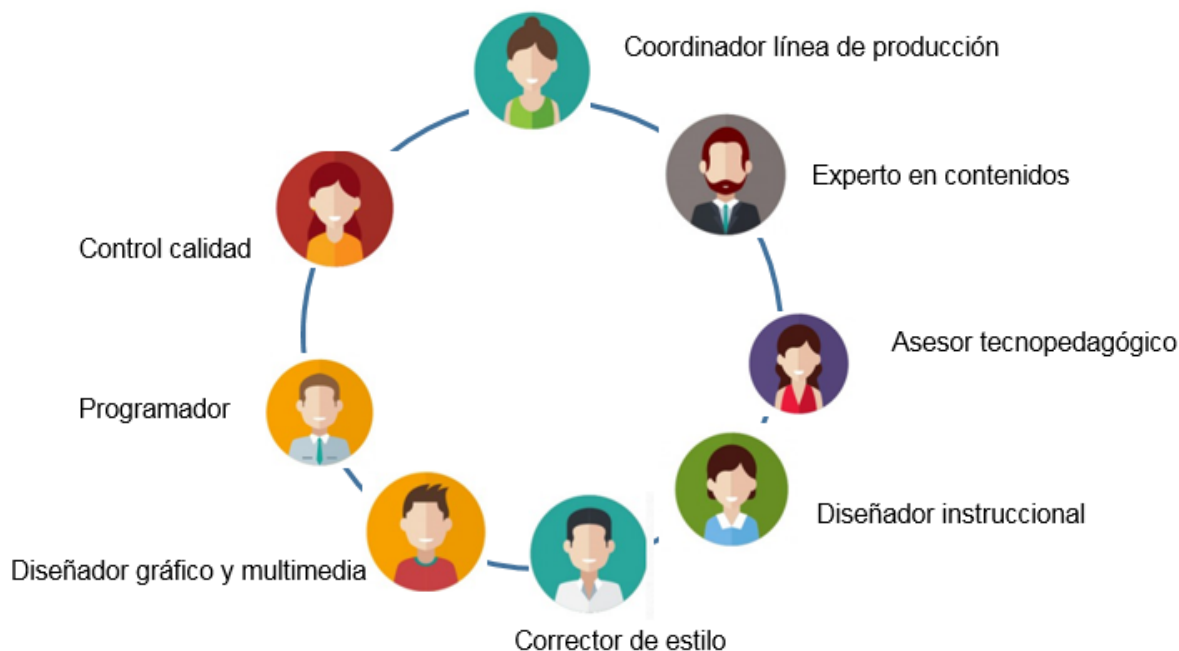 Coordinador línea de producción
Experto en contenidos
Asesor tecnopedagógico
Diseñador instruccional
Corrector de estilo
Diseñador gráfico y multimedia
Programador
Control calidad